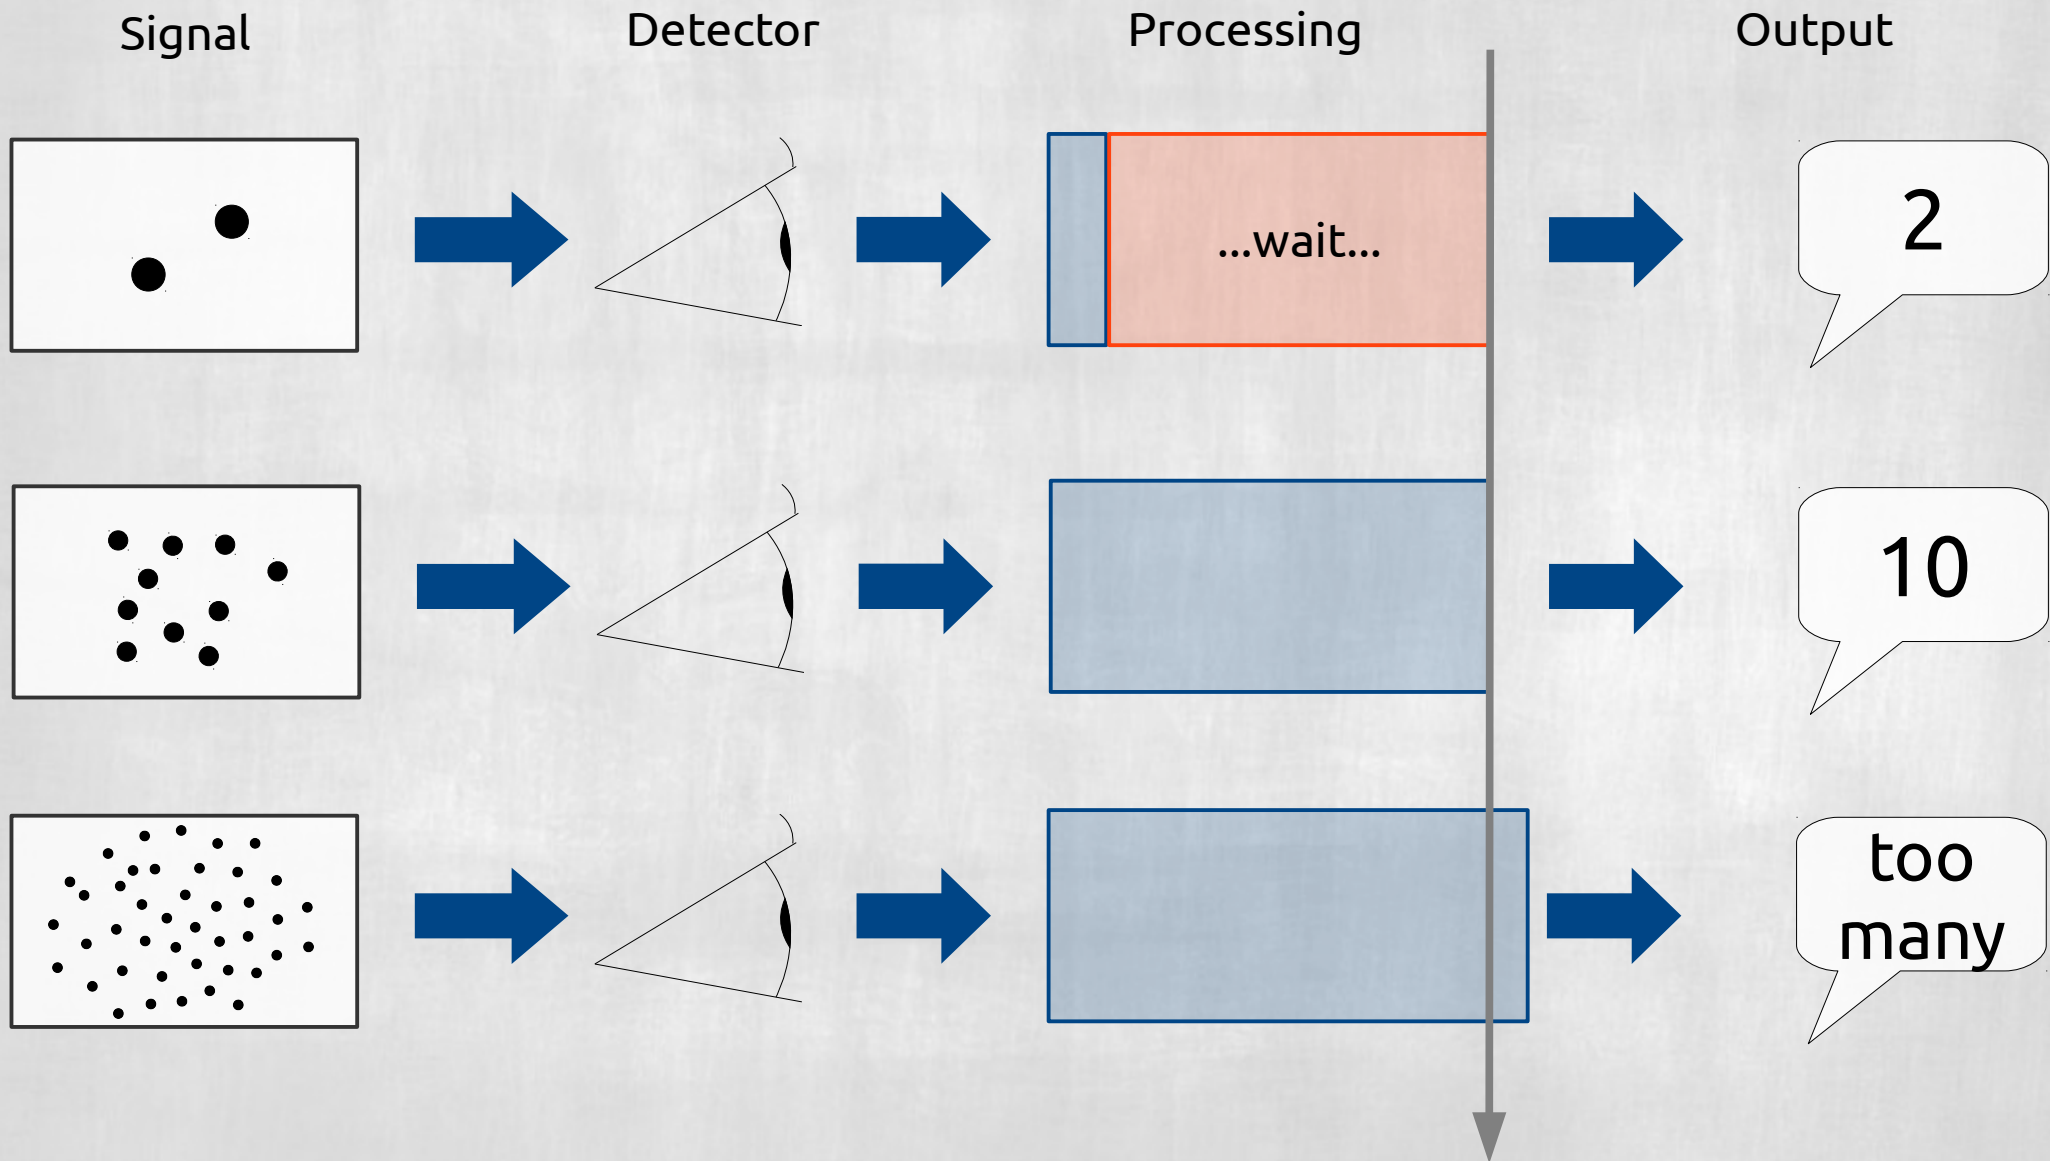 Signal
Detector
Processing
Output
...wait...
2
10
too
many